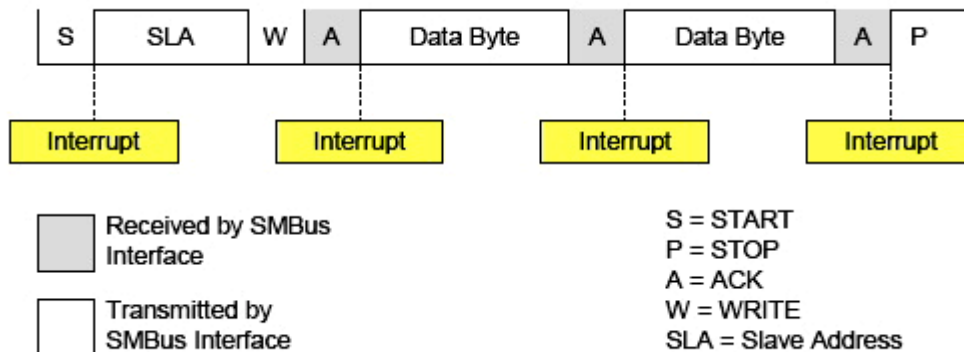 S SLA W A Data Byte A Data Byte A P
Interrupt Interrupt Interrupt Interrupt
Received by SMBus
Interface
Transmitted by
SMBus Interface
S = START
P = STOP
A = ACK
W = WRITE
SLA = Slave Address